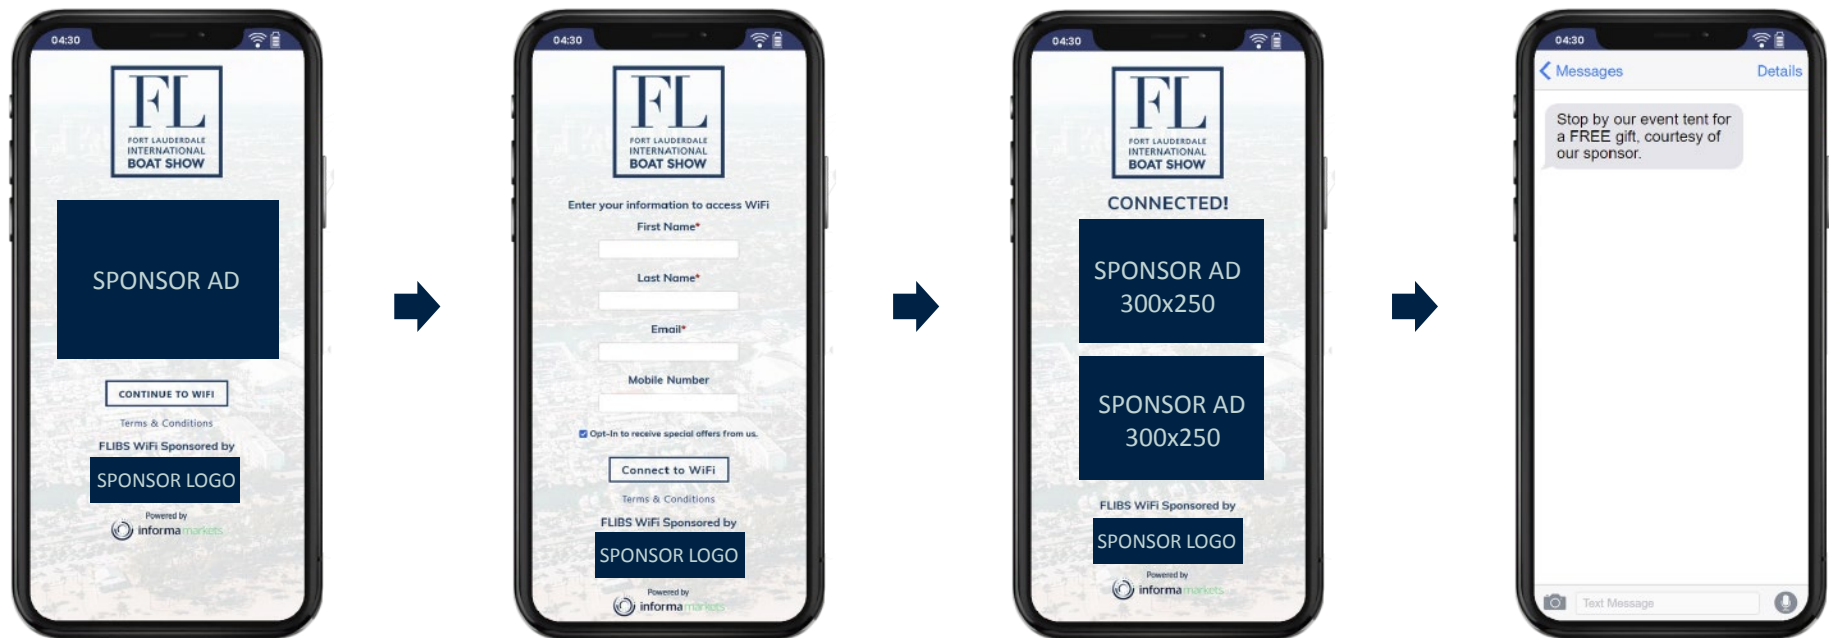 04:30
FL
FORT LAUDERDALE
INTERNATIONAL
BOAT SHOW
SPONSOR AD
CONTINUE TO WIFI
Terms & Conditions
FLIBS WiFi Sponsored by
SPONSOR LOGO
Powered by
informa markets
04:30
FL
FORT LAUDERDALE
INTERNATIONAL
BOAT SHOW
Enter your information to access WiFi
First Name*
Last Name*
Email*
Mobile Number
Opt-In to receive special offers from us.
Connect to WiFi
Terms & Conditions
FLIBS WiFi Sponsored by
SPONSOR LOGO
Powered by
informa markets
04:30
FL
FORT LAUDERDALE
INTERNATIONAL
BOAT SHOW
CONNECTED!
SPONSOR AD
300x250
SPONSOR AD
300x250
FLIBS WiFi Sponsored by
SPONSOR LOGO
Powered by
informa markets
04:30
Messages Details
Stop by our event tent for
a FREE gift, courtesy of
our sponsor.
Text Message